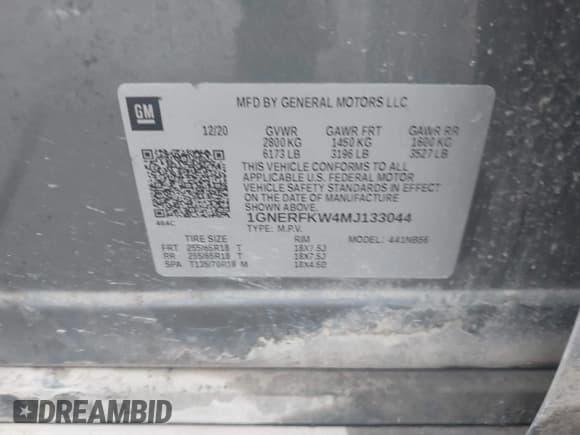 GM
MFD BY GENERAL MOTORS LLC
12/20 GVWR GAWR FRT GAWR RR
2800 KG 1450 KG 1600 KG
6173 LB 3196 LB 3527 LB
THIS VEHICLE CONFORMS TO ALL
APPLICABLE U.S. FEDERAL MOTOR
VEHICLE SAFETY STANDARDS IN EFFECT
ON THE DATE OF MANUFACTURE
SHOWN ABOVE.
1GNERFKW4MJ133044
TYPE: M.P.V. MODEL: 441NB56
TIRE SIZE RIM
FRT 255/65R18 T 18X7.5J
RR 255/65R18 T 18X7.5J
SPA T135/70R18 M 18X4.5B
DREAMBID